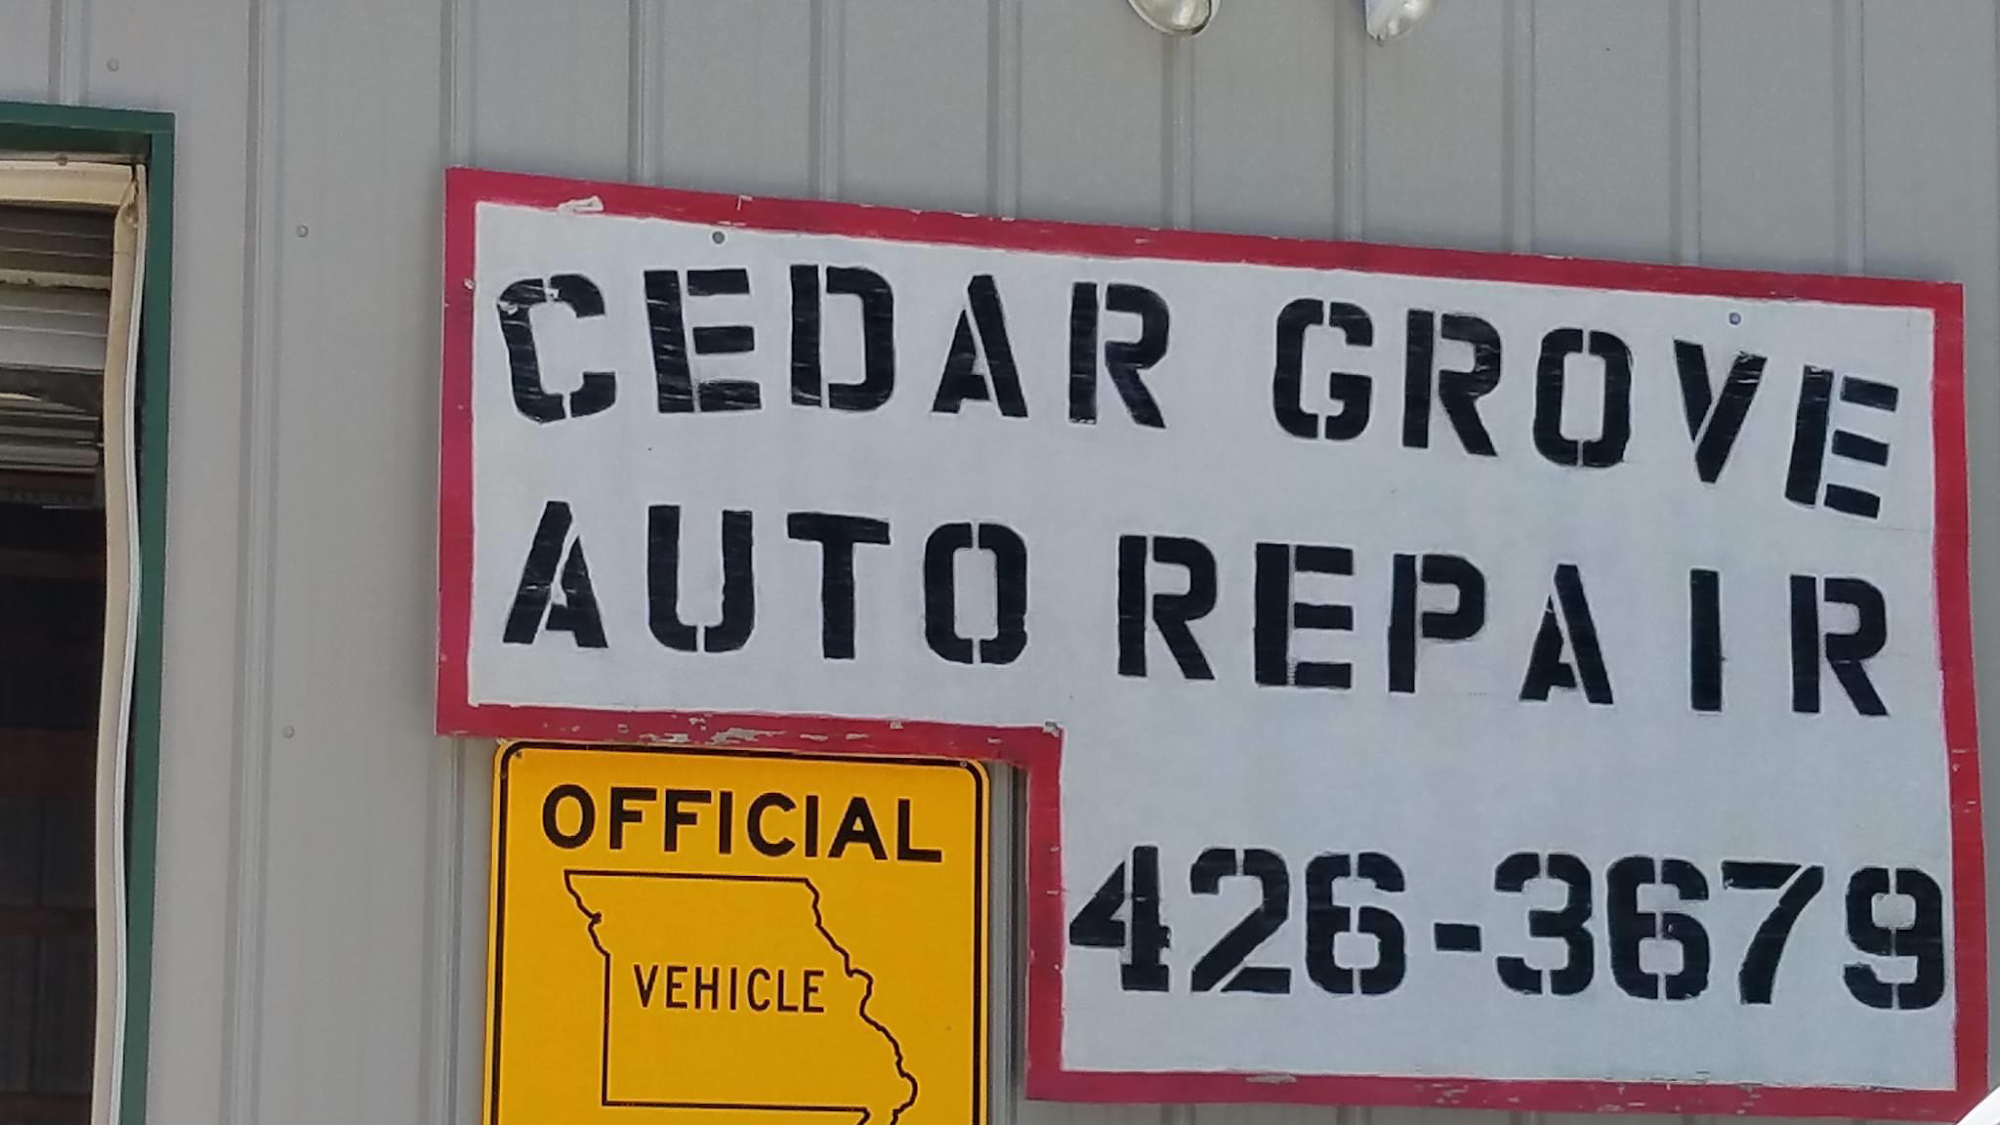 CEDAR GROVE
AUTO REPAIR
426-3679
OFFICIAL
VEHICLE